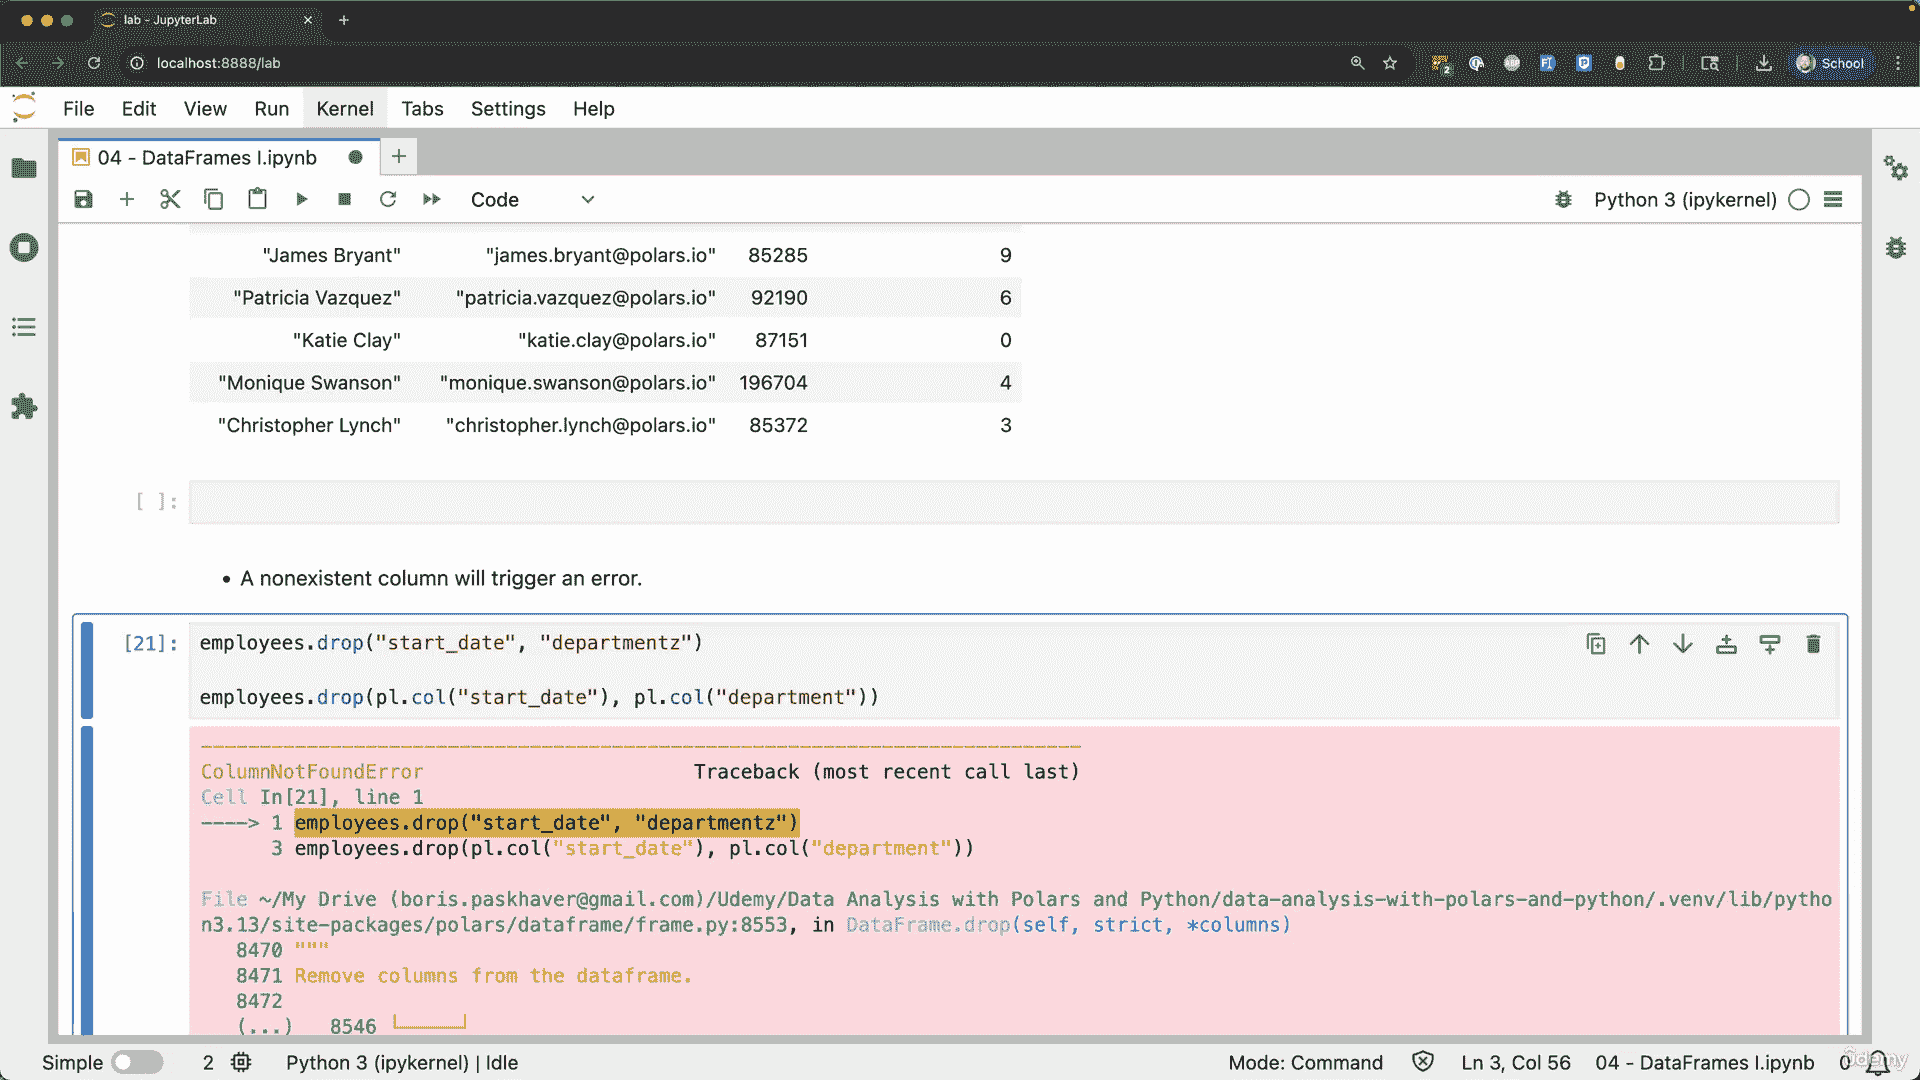 lab - JupyterLab
localhost:8888/lab
2
School
File Edit View Run Kernel Tabs Settings Help
04 - DataFrames I.ipynb
Code
Python 3 (ipykernel)
"James Bryant" "james.bryant@polars.io" 85285 9
"Patricia Vazquez" "patricia.vazquez@polars.io" 92190 6
"Katie Clay" "katie.clay@polars.io" 87151 0
"Monique Swanson" "monique.swanson@polars.io" 196704 4
"Christopher Lynch" "christopher.lynch@polars.io" 85372 3
[ ]:
• A nonexistent column will trigger an error.
[21]: employees.drop("start_date", "departmentz")
employees.drop(pl.col("start_date"), pl.col("department"))
---------------------------------------------------------------------------
ColumnNotFoundError Traceback (most recent call last)
Cell In[21], line 1
----> 1 employees.drop("start_date", "departmentz")
3 employees.drop(pl.col("start_date"), pl.col("department"))
File ~/My Drive (boris.paskhaver@gmail.com)/Udemy/Data Analysis with Polars and Python/data-analysis-with-polars-and-python/.venv/lib/pytho
n3.13/site-packages/polars/dataframe/frame.py:8553, in DataFrame.drop(self, strict, *columns)
8470 """
8471 Remove columns from the dataframe.
8472
(...) 8546 └──────┘
Simple 2 Python 3 (ipykernel) | Idle Mode: Command Ln 3, Col 56 04 - DataFrames I.ipynb 0
Udemy